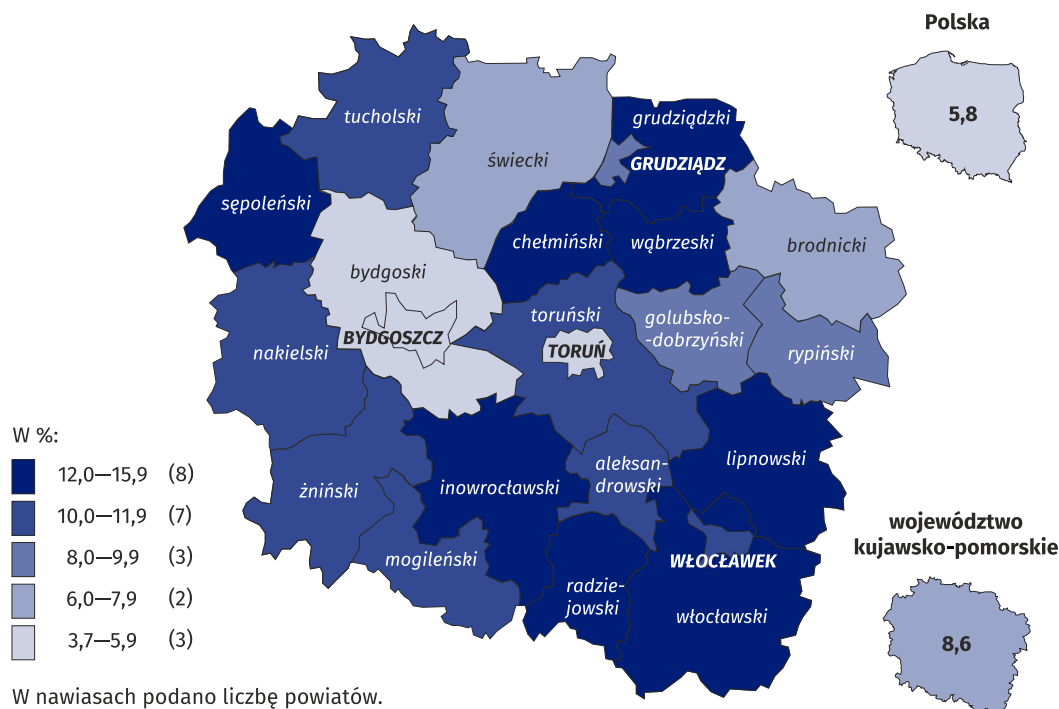 Polska
5,8
tucholski
grudziądzki
świecki
GRUDZIĄDZ
sępoleński
chełmiński
wąbrzeski
brodnicki
bydgoski
toruński
golubsko-
-dobrzyński
BYDGOSZCZ
TORUŃ
nakielski
rypiński
W %:
12,0—15,9 (8)
10,0—11,9 (7)
8,0—9,9 (3)
6,0—7,9 (2)
3,7—5,9 (3)
żniński
inowrocławski
aleksan-
drowski
lipnowski
mogileński
radzie-
jowski
WŁOCŁAWEK
włocławski
województwo
kujawsko-pomorskie
8,6
W nawiasach podano liczbę powiatów.